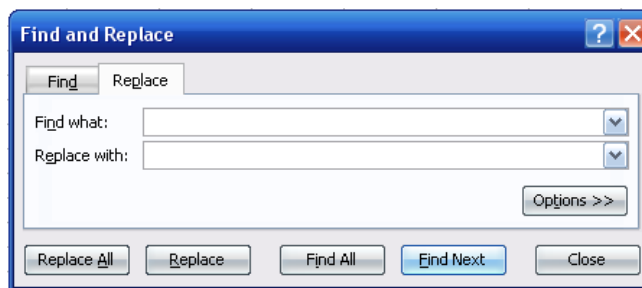 Find and Replace
Find Replace
Find what:
Replace with:
Options >>
Replace All Replace Find All Find Next Close